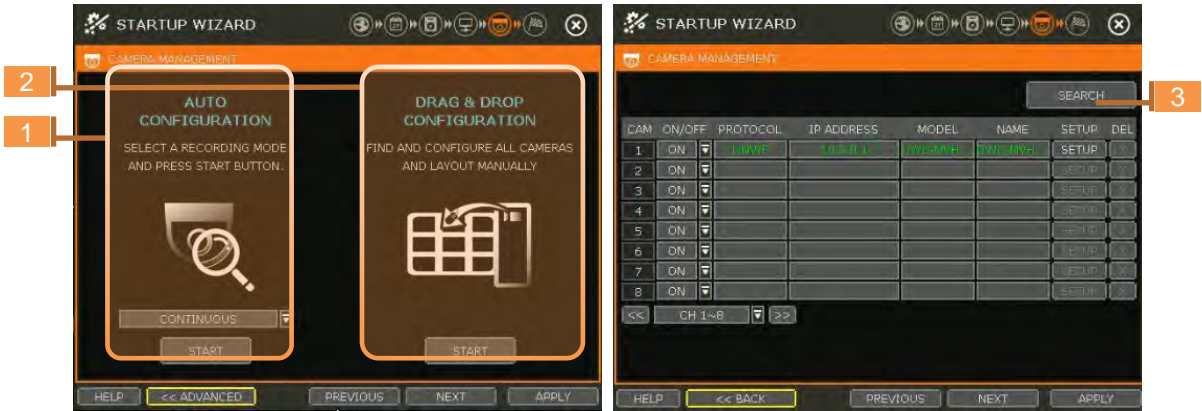 STARTUP WIZARD
CAMERA MANAGEMENT
2
1
AUTO
CONFIGURATION
SELECT A RECORDING MODE
AND PRESS START BUTTON.
CONTINUOUS
START
DRAG & DROP
CONFIGURATION
FIND AND CONFIGURE ALL CAMERAS
AND LAYOUT MANUALLY
START
HELP << ADVANCED PREVIOUS NEXT APPLY
STARTUP WIZARD
CAMERA MANAGEMENT
SEARCH
3
CAM ON/OFF PROTOCOL IP ADDRESS MODEL NAME SETUP DEL
1 ON ONVIF SETUP X
2 ON SETUP X
3 ON SETUP X
4 ON SETUP X
5 ON SETUP X
6 ON SETUP X
7 ON SETUP X
8 ON SETUP X
<< CH 1~8 >>
HELP << BACK PREVIOUS NEXT APPLY